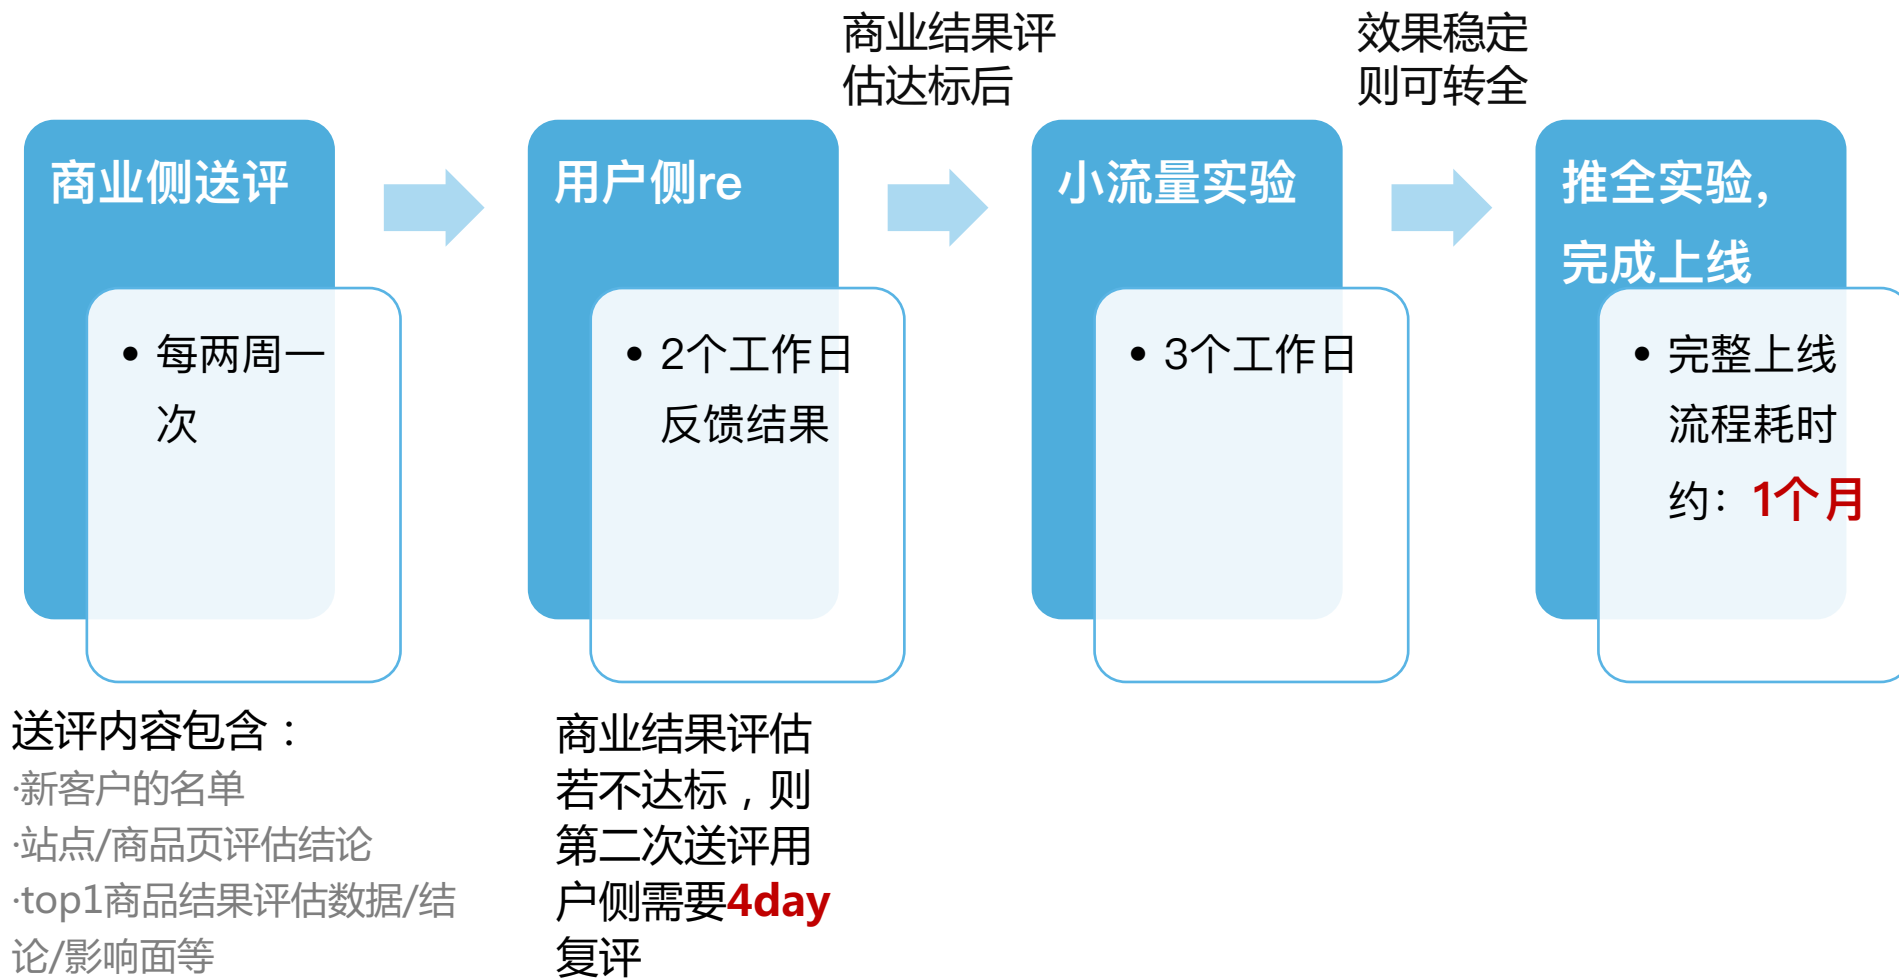 商业结果评
估达标后
效果稳定
则可转全
商业侧送评
用户侧re
小流量实验
推全实验，
完成上线
• 每两周一
次
• 2个工作日
反馈结果
• 3个工作日
• 完整上线
流程耗时
约：1个月
送评内容包含：
·新客户的名单
·站点/商品页评估结论
·top1商品结果评估数据/结
论/影响面等
商业结果评估
若不达标，则
第二次送评用
户侧需要4day
复评